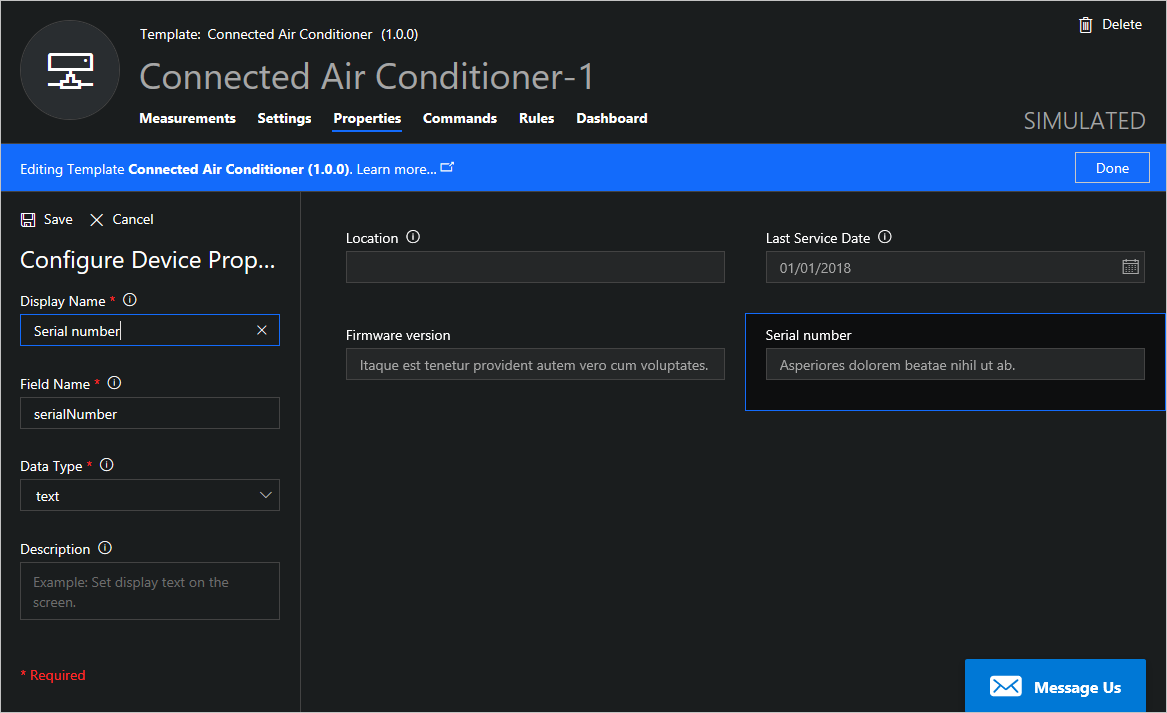 Template: Connected Air Conditioner (1.0.0)
Delete
Connected Air Conditioner-1
Measurements Settings Properties Commands Rules Dashboard
SIMULATED
Editing Template Connected Air Conditioner (1.0.0). Learn more...
Done
Save Cancel
Configure Device Prop...
Display Name *
Serial number
Field Name *
serialNumber
Data Type *
text
Description
Example: Set display text on the
screen.
* Required
Location
Last Service Date
01/01/2018
Firmware version
Itaque est tenetur provident autem vero cum voluptates.
Serial number
Asperiores dolorem beatae nihil ut ab.
Message Us